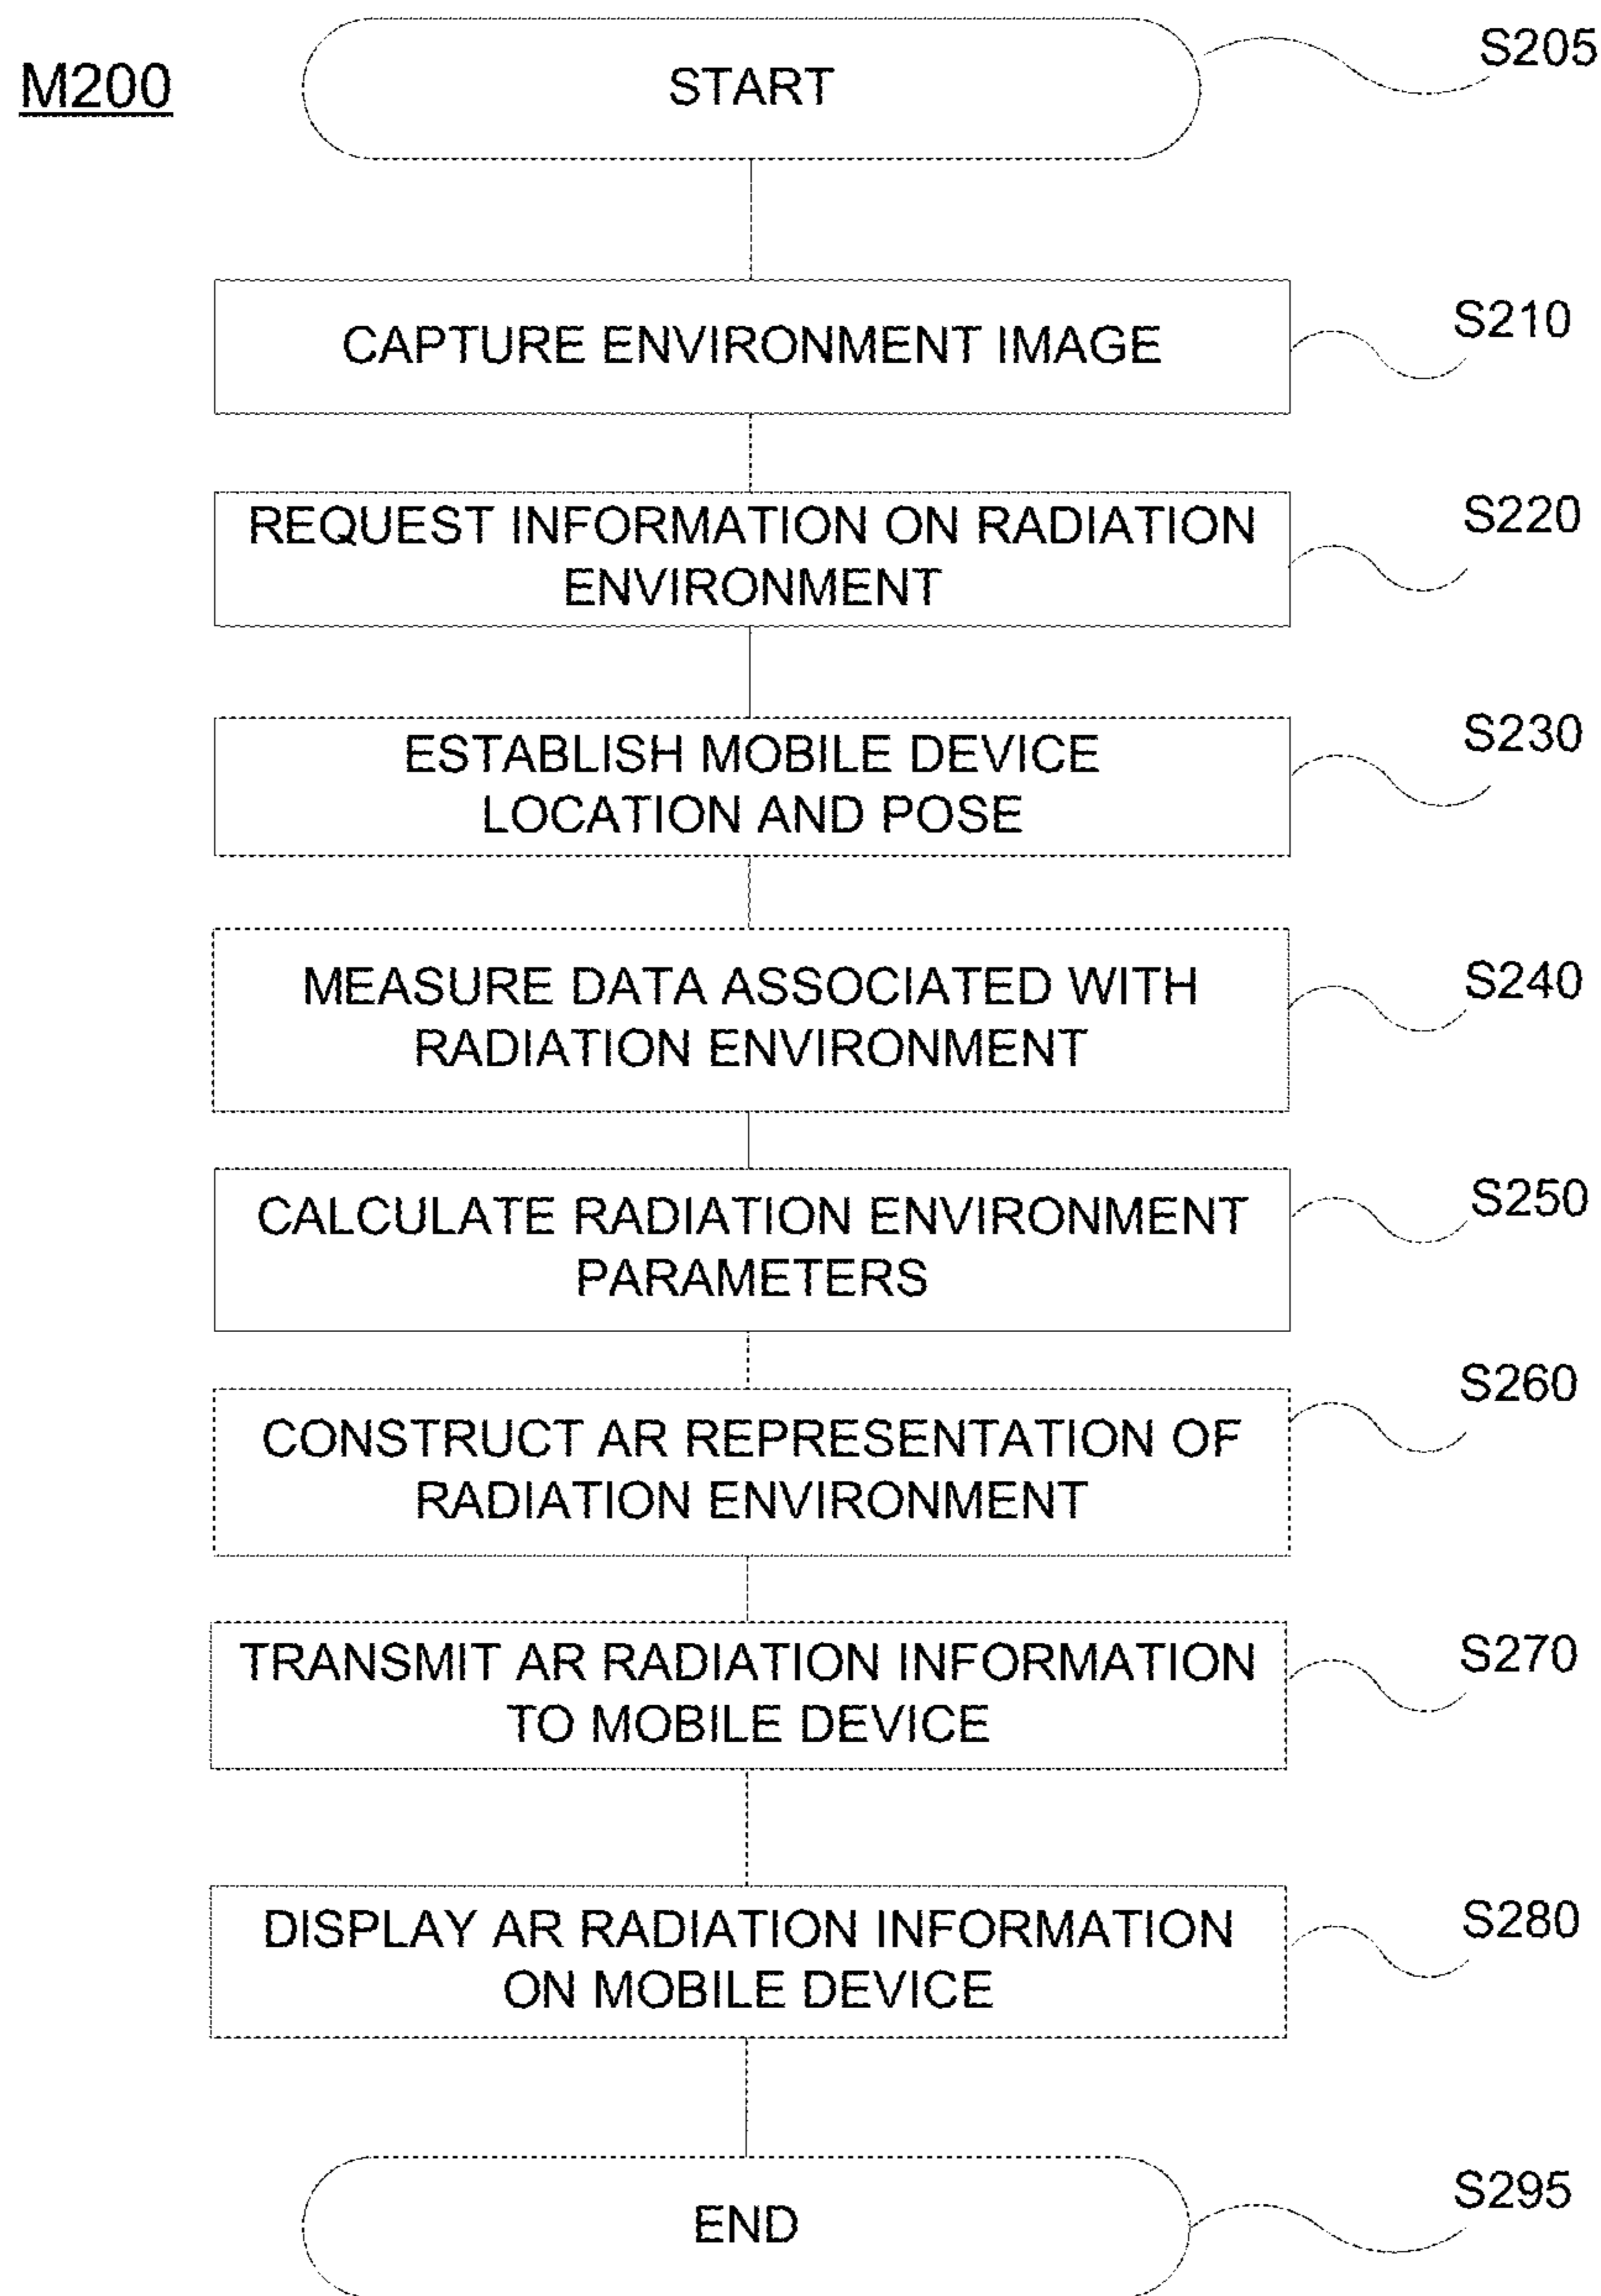 M200
START
S205
CAPTURE ENVIRONMENT IMAGE
S210
REQUEST INFORMATION ON RADIATION
ENVIRONMENT
S220
ESTABLISH MOBILE DEVICE
LOCATION AND POSE
S230
MEASURE DATA ASSOCIATED WITH
RADIATION ENVIRONMENT
S240
CALCULATE RADIATION ENVIRONMENT
PARAMETERS
S250
CONSTRUCT AR REPRESENTATION OF
RADIATION ENVIRONMENT
S260
TRANSMIT AR RADIATION INFORMATION
TO MOBILE DEVICE
S270
DISPLAY AR RADIATION INFORMATION
ON MOBILE DEVICE
S280
END
S295